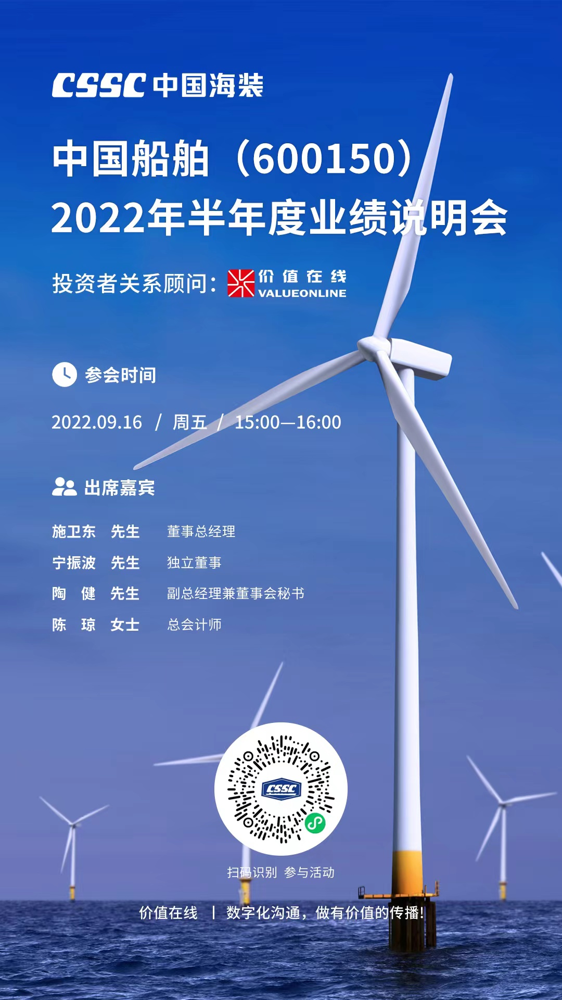 CSSC 中国海装
中国船舶（600150）
2022年半年度业绩说明会
投资者关系顾问：价值在线
VALUEONLINE
参会时间
2022.09.16 / 周五 / 15:00—16:00
出席嘉宾
施卫东 先生 董事总经理
宁振波 先生 独立董事
陶 健 先生 副总经理兼董事会秘书
陈 琼 女士 总会计师
CSSC
扫码识别 参与活动
价值在线 | 数字化沟通，做有价值的传播!